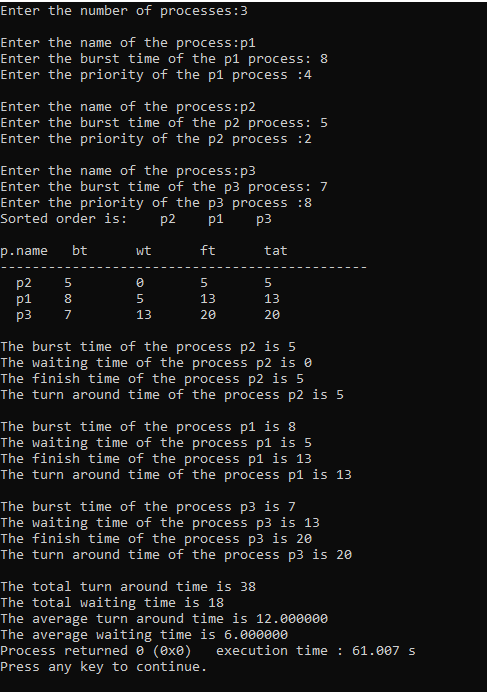 Enter the number of processes:3
Enter the name of the process:p1
Enter the burst time of the p1 process: 8
Enter the priority of the p1 process :4
Enter the name of the process:p2
Enter the burst time of the p2 process: 5
Enter the priority of the p2 process :2
Enter the name of the process:p3
Enter the burst time of the p3 process: 7
Enter the priority of the p3 process :8
Sorted order is:    p2    p1    p3
p.name   bt      wt      ft      tat
----------------------------------------------
p2    5        0       5       5
p1    8        5       13      13
p3    7        13      20      20
The burst time of the process p2 is 5
The waiting time of the process p2 is 0
The finish time of the process p2 is 5
The turn around time of the process p2 is 5
The burst time of the process p1 is 8
The waiting time of the process p1 is 5
The finish time of the process p1 is 13
The turn around time of the process p1 is 13
The burst time of the process p3 is 7
The waiting time of the process p3 is 13
The finish time of the process p3 is 20
The turn around time of the process p3 is 20
The total turn around time is 38
The total waiting time is 18
The average turn around time is 12.000000
The average waiting time is 6.000000
Process returned 0 (0x0)   execution time : 61.007 s
Press any key to continue.